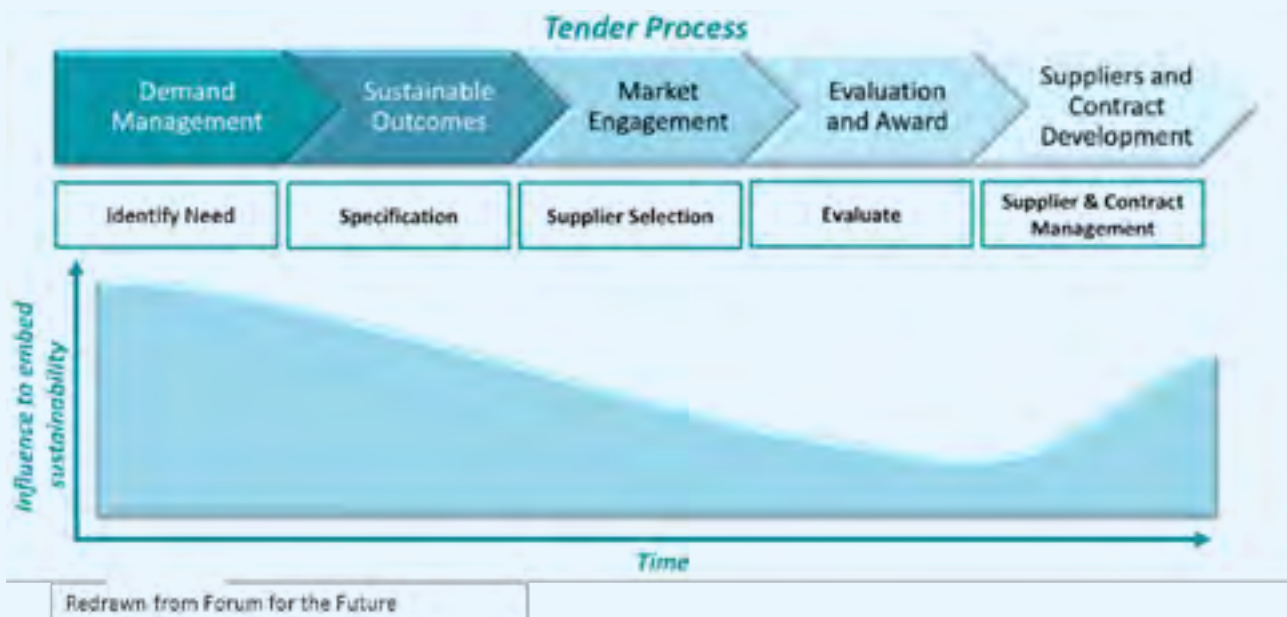 Tender Process
Demand
Management
Sustainable
Outcomes
Market
Engagement
Evaluation
and Award
Suppliers and
Contract
Development
Identify Need
Specification
Supplier Selection
Evaluate
Supplier & Contract
Management
Influence to embed
sustainability
Time
Redrawn from Forum for the Future